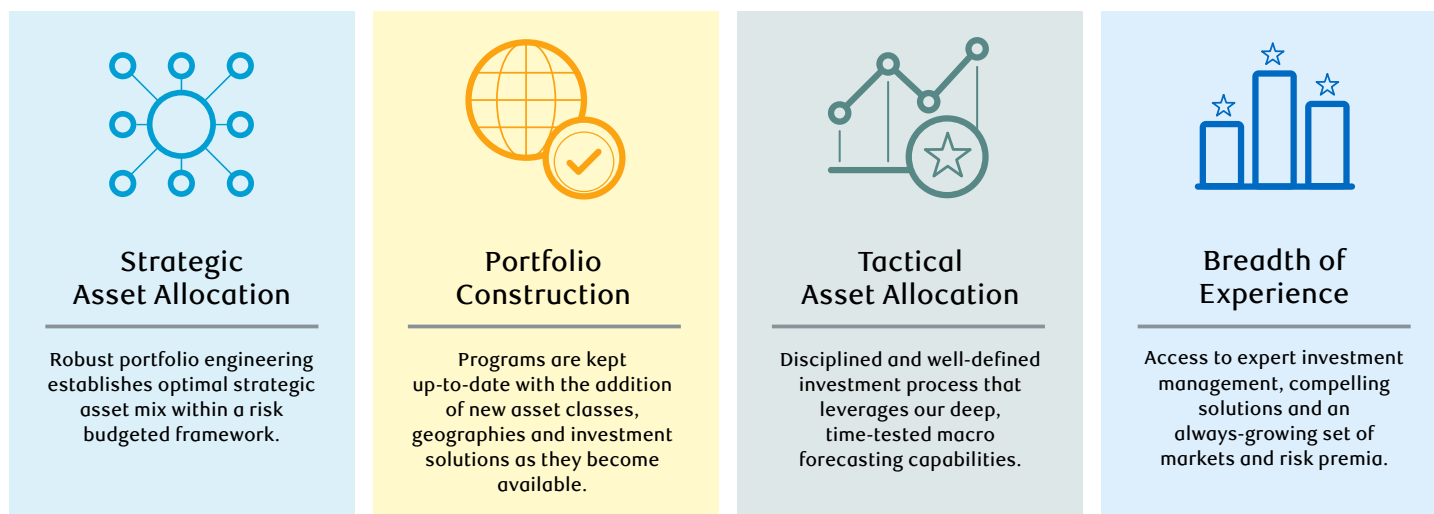 Strategic
Asset Allocation
Robust portfolio engineering
establishes optimal strategic
asset mix within a risk
budgeted framework.
Portfolio
Construction
Programs are kept
up-to-date with the addition
of new asset classes,
geographies and investment
solutions as they become
available.
Tactical
Asset Allocation
Disciplined and well-defined
investment process that
leverages our deep,
time-tested macro
forecasting capabilities.
Breadth of
Experience
Access to expert investment
management, compelling
solutions and an
always-growing set of
markets and risk premia.